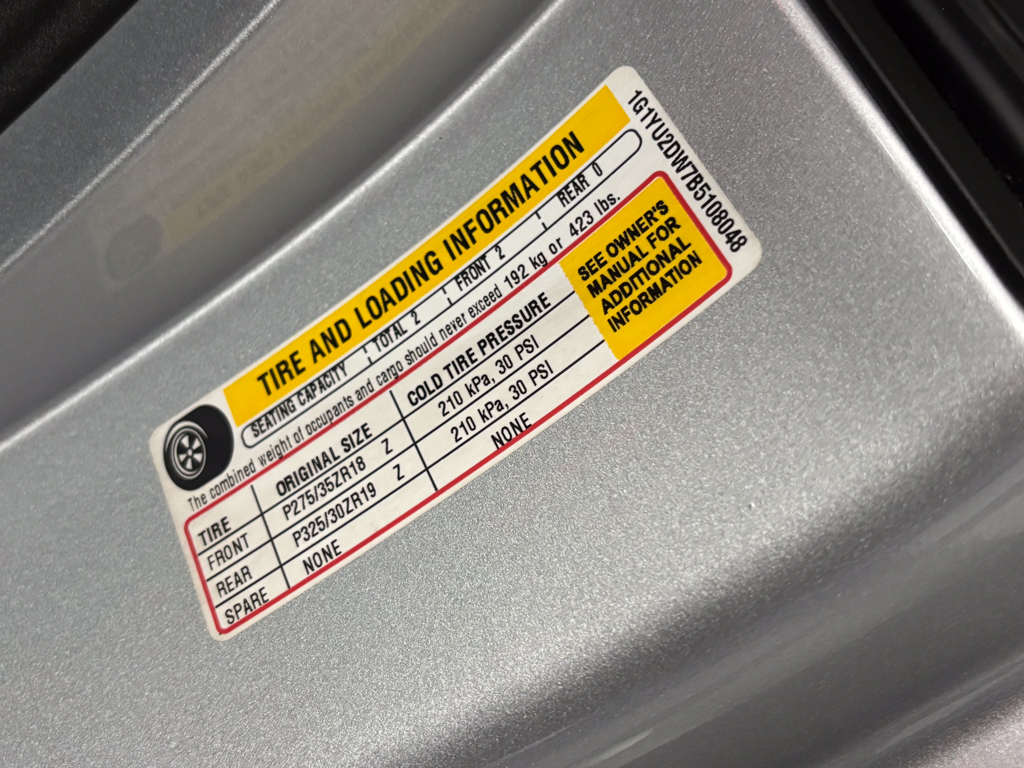 TIRE AND LOADING INFORMATION
SEATING CAPACITY TOTAL 2 FRONT 2 REAR 0
The combined weight of occupants and cargo should never exceed 192 kg or 423 lbs.
TIRE ORIGINAL SIZE COLD TIRE PRESSURE
FRONT P275/35ZR18 Z 210 kPa, 30 PSI
REAR P325/30ZR19 Z 210 kPa, 30 PSI
SPARE NONE NONE
SEE OWNER'S
MANUAL FOR
ADDITIONAL
INFORMATION
1G1YU2DW7B5108048